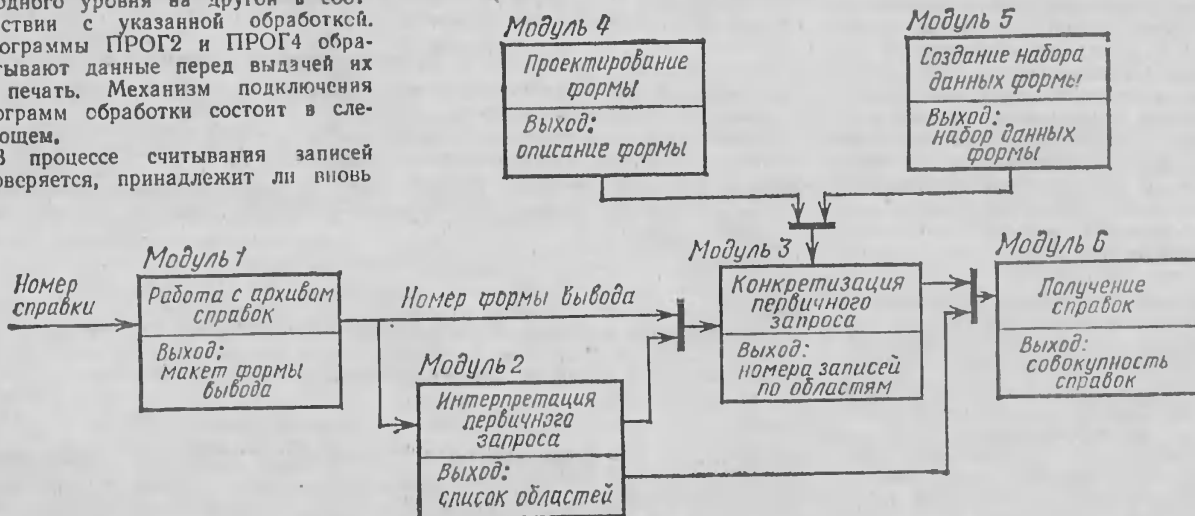 одного уровня на другой в соот-
ствии с указанной обработкой.
ограммы ПРОГ2 и ПРОГ4 обра-
тывают данные перед выдачей их
печать. Механизм подключения
ограмм обработки состоит в сле-
ющем.
В процессе считывания записей
оверяется, принадлежит ли вновь
Модуль 4
Проектирование
формы
Выход:
описание формы
Модуль 5
Создание набора
данных формы
Выход:
набор данных
формы
Номер
справки
Модуль 1
Работа с архивом
справок
Выход:
макет формы
вывода
Номер формы вывода
Модуль 2
Интерпретация
первичного
запроса
Выход:
список областей
Модуль 3
Конкретизация
первичного
запроса
Выход:
номера записей
по областям
Модуль 6
Получение
справок
Выход:
совокупность
справок